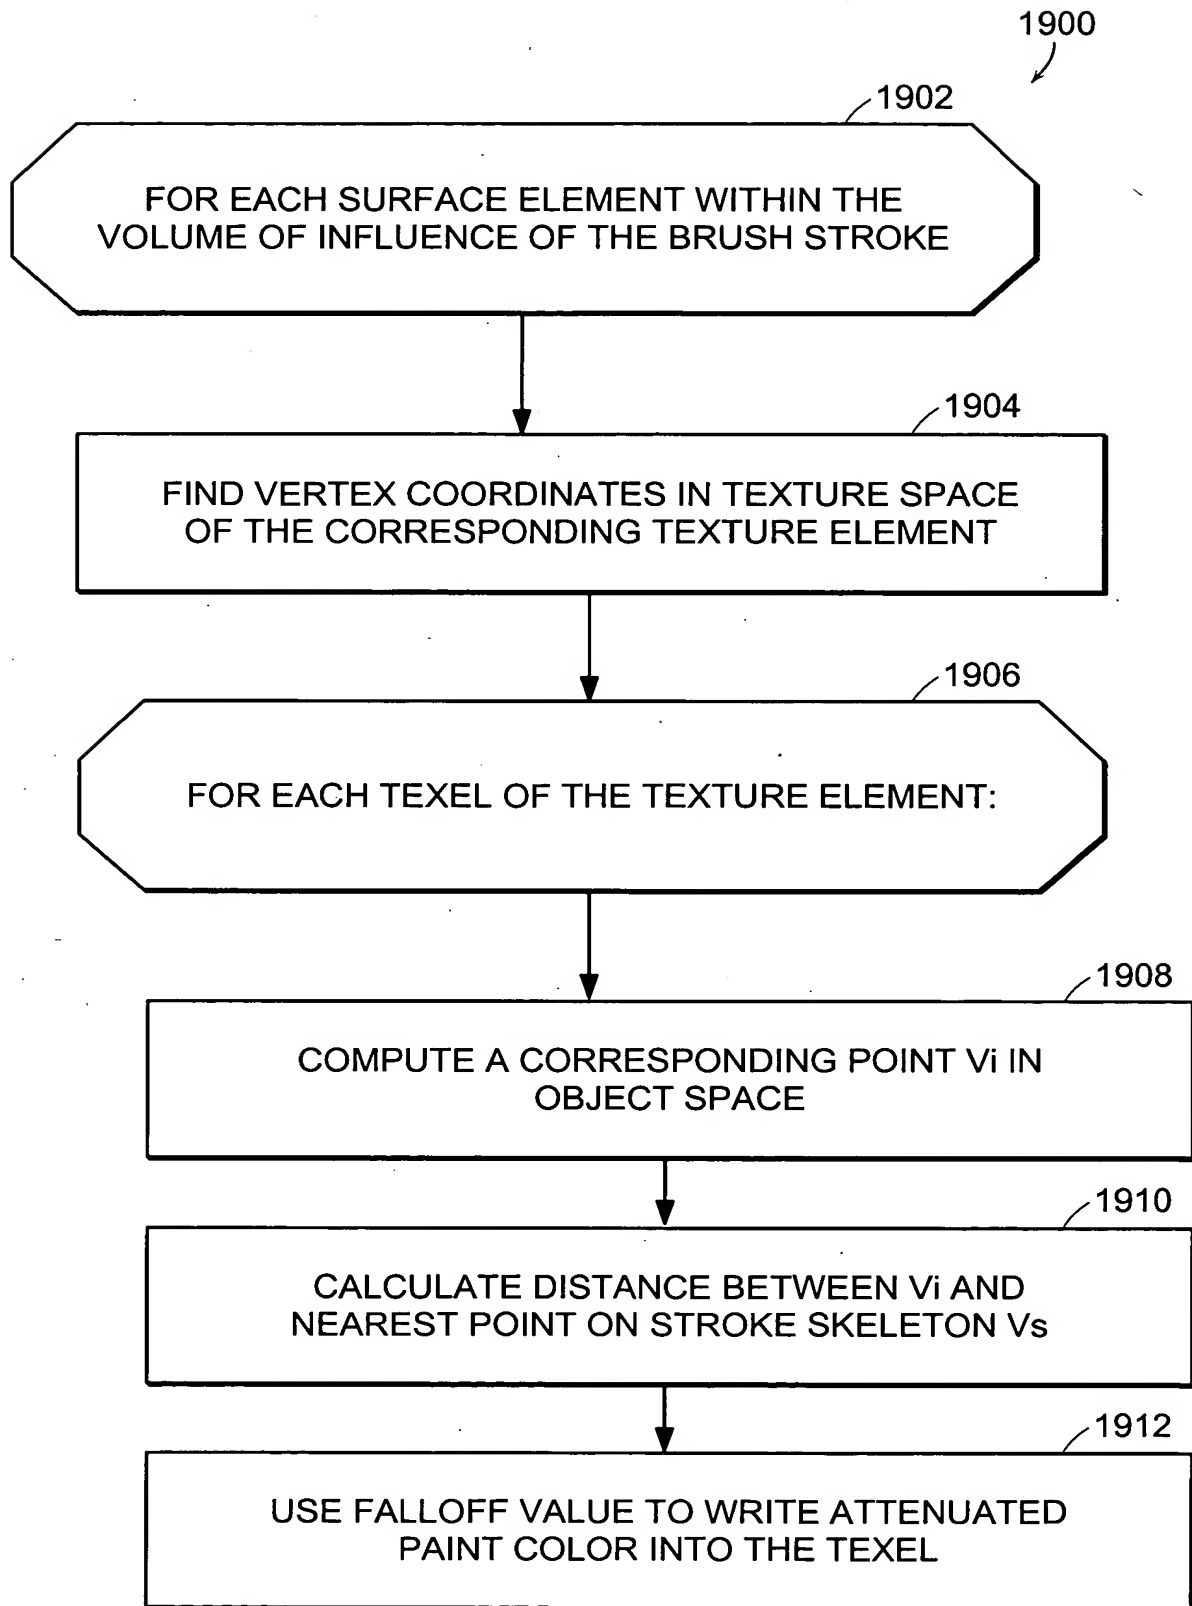 1900
1902
FOR EACH SURFACE ELEMENT WITHIN THE
VOLUME OF INFLUENCE OF THE BRUSH STROKE
1904
FIND VERTEX COORDINATES IN TEXTURE SPACE
OF THE CORRESPONDING TEXTURE ELEMENT
1906
FOR EACH TEXEL OF THE TEXTURE ELEMENT:
1908
COMPUTE A CORRESPONDING POINT Vi IN
OBJECT SPACE
1910
CALCULATE DISTANCE BETWEEN Vi AND
NEAREST POINT ON STROKE SKELETON Vs
1912
USE FALLOFF VALUE TO WRITE ATTENUATED
PAINT COLOR INTO THE TEXEL